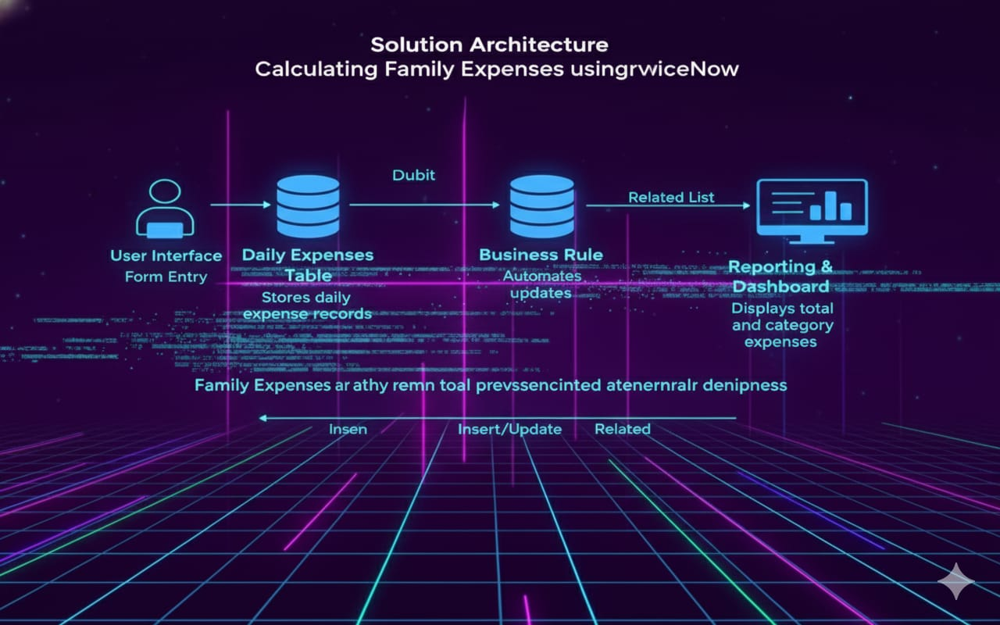 Solution Architecture
Calculating Family Expenses usingrwiceNow
Dubit
Related List
User Interface
Form Entry
Daily Expenses
Table
Stores daily
expense records
Business Rule
Automates
updates
Reporting &
Dashboard
Displays total
and category
expenses
Family Expenses ar athy remn toal prevssencinted atenernralr denipness
Insen
Insert/Update
Related